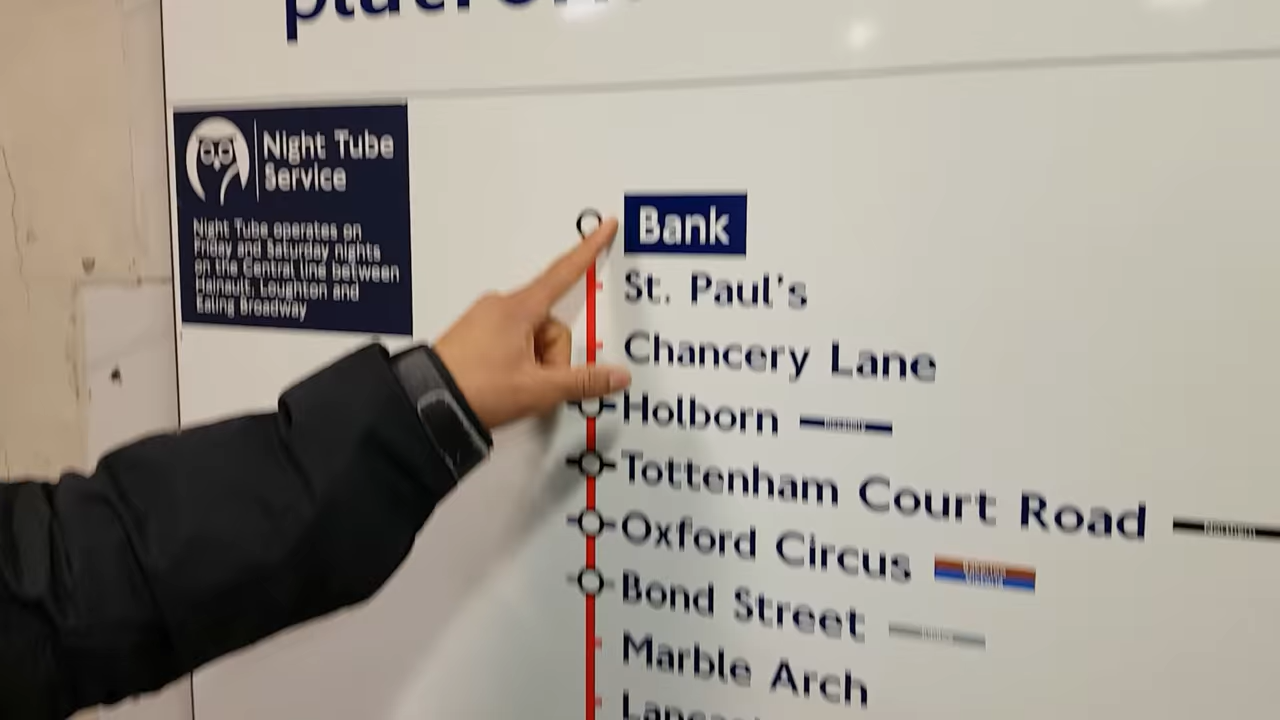 platform
Night Tube
Service
Night Tube operates on
Friday and Saturday nights
on the Central line between
Hainault, Loughton and
Ealing Broadway
Bank
St. Paul's
Chancery Lane
Holborn
Tottenham Court Road
Oxford Circus
Bond Street
Marble Arch